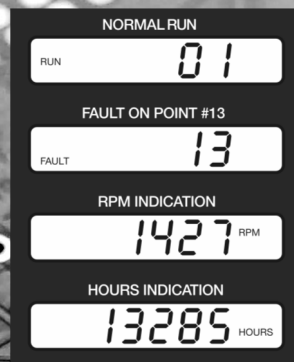 NORMAL RUN
RUN 01
FAULT ON POINT #13
FAULT 13
RPM INDICATION
1427 RPM
HOURS INDICATION
13285 HOURS